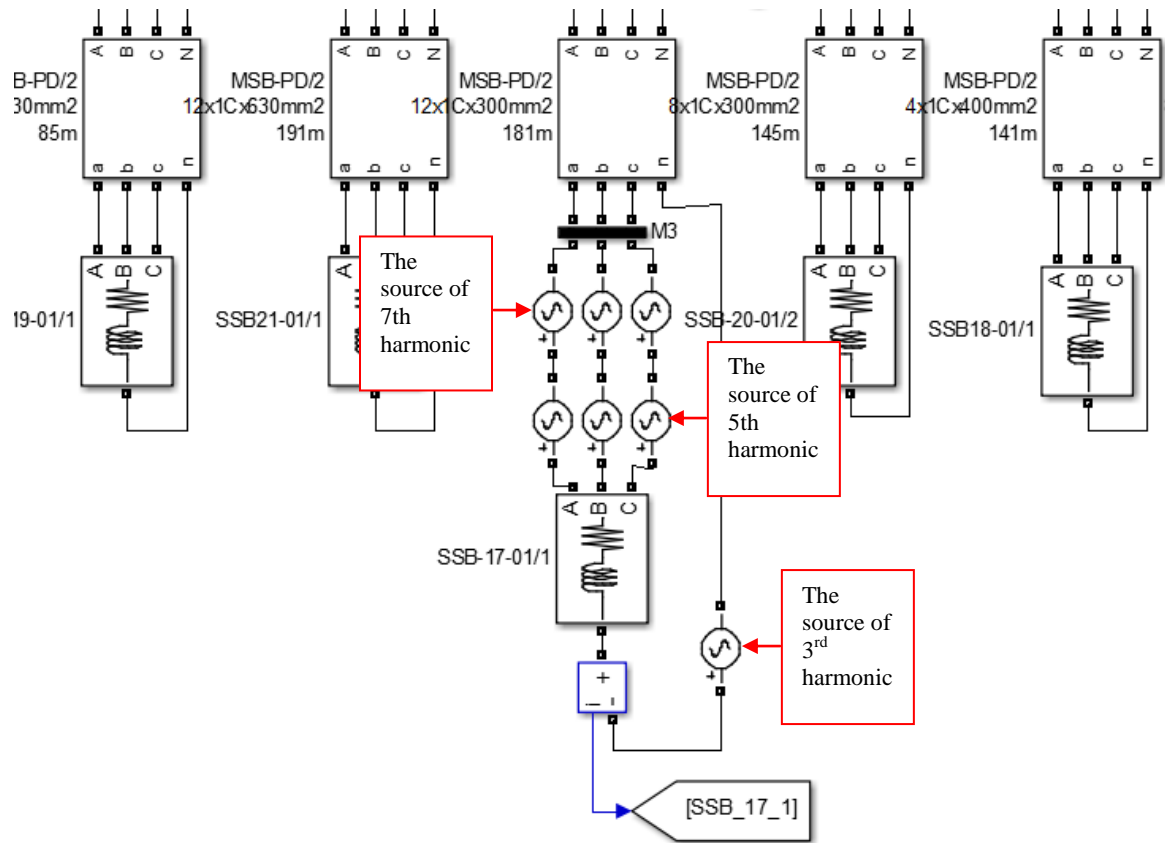 A B C N
A B C N
A B C N
A B C N
A B C N
B-PD/2
30mm2
85m
MSB-PD/2
12x1Cx630mm2
191m
MSB-PD/2
12x1Cx300mm2
181m
MSB-PD/2
8x1Cx300mm2
145m
MSB-PD/2
4x1Cx400mm2
141m
a b c n
a b c n
a b c n
a b c n
a b c n
M3
A B C
19-01/1
A
SSB21-01/1
The
source of
7th
harmonic
+ + +
A B C
SSB-20-01/2
A B C
SSB18-01/1
The
source of
5th
harmonic
+ + +
A B C
SSB-17-01/1
The
source of
3rd
harmonic
+
+
i -
[SSB_17_1]